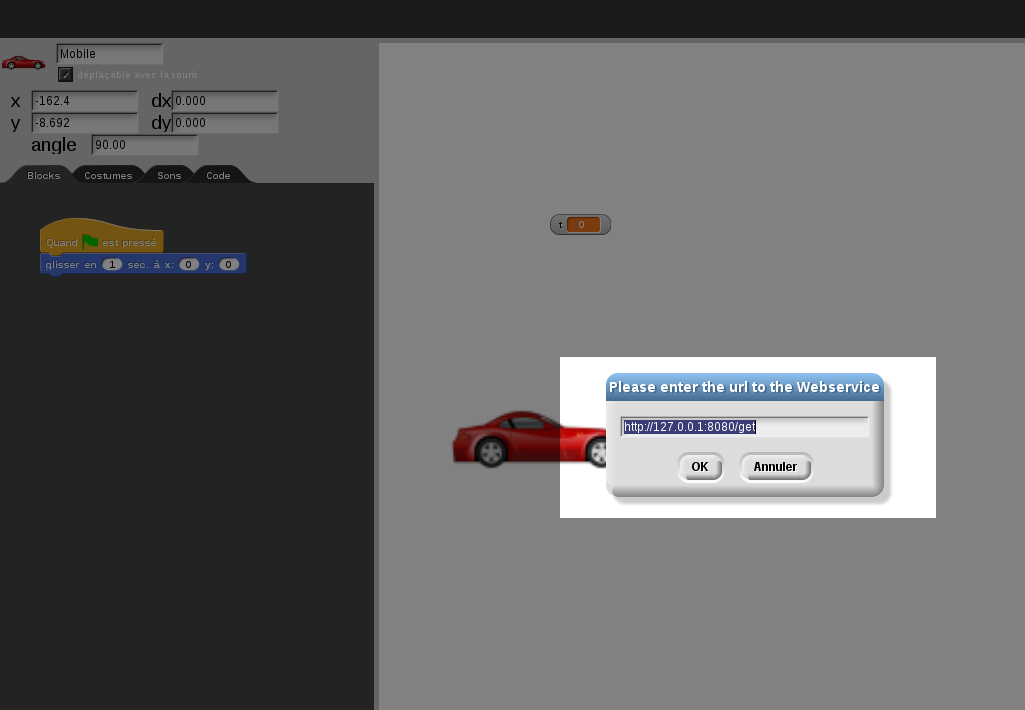 Mobile
✓ déplaçable avec la souris
x -162.4 dx 0.000
y -8.692 dy 0.000
angle 90.00
Blocks Costumes Sons Code
Quand est pressé
glisser en 1 sec. à x: 0 y: 0
t 0
Please enter the url to the Webservice
http://127.0.0.1:8080/get
OK Annuler